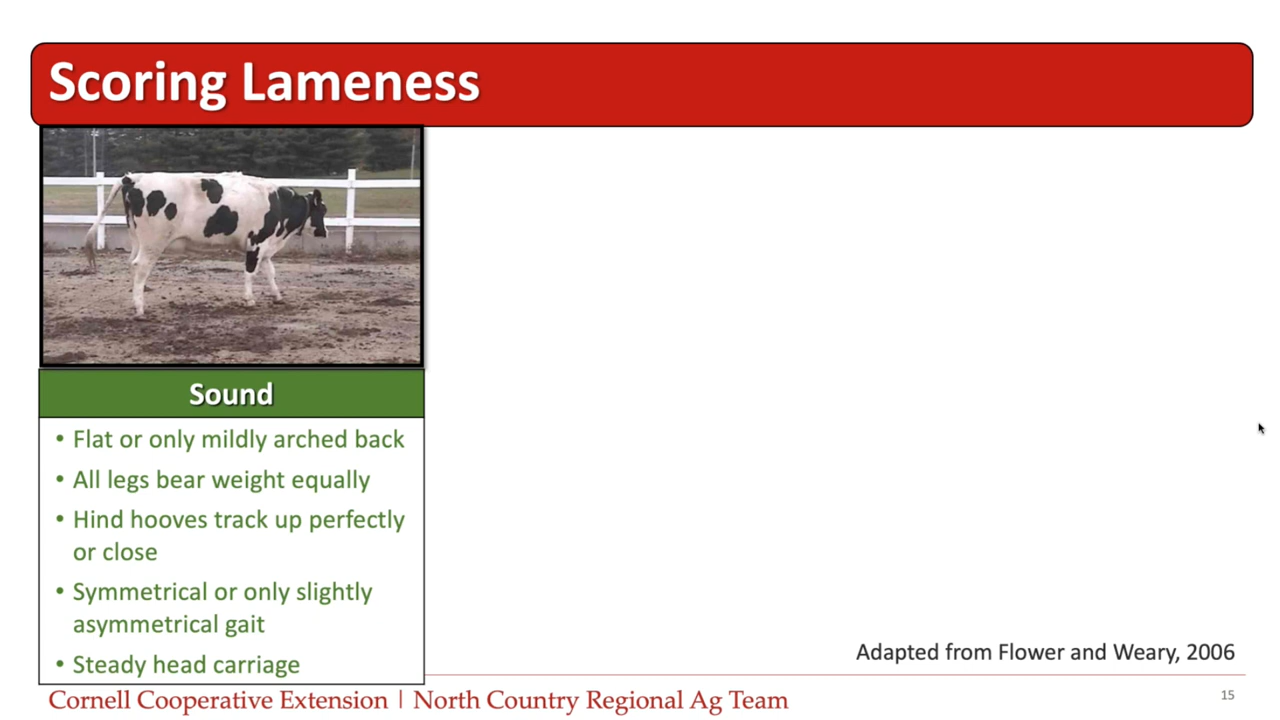 Scoring Lameness
Sound
• Flat or only mildly arched back
• All legs bear weight equally
• Hind hooves track up perfectly
or close
• Symmetrical or only slightly
asymmetrical gait
• Steady head carriage
Adapted from Flower and Weary, 2006
Cornell Cooperative Extension | North Country Regional Ag Team
15